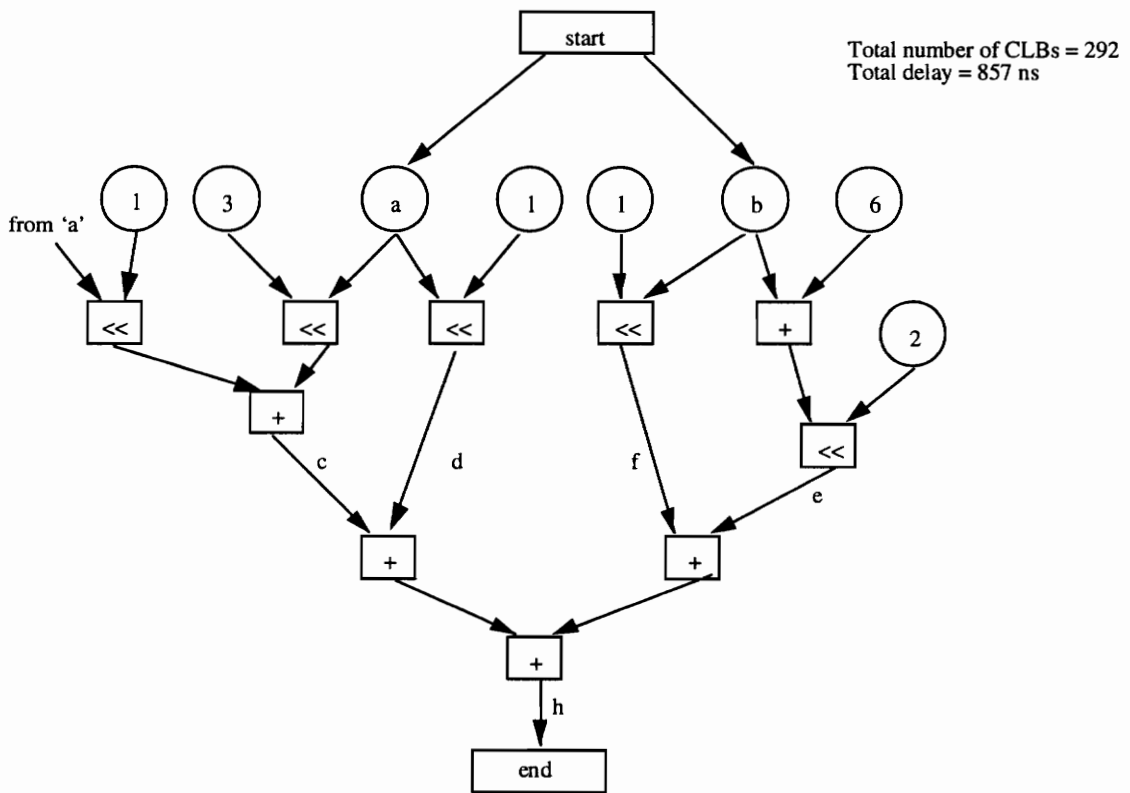 start
Total number of CLBs = 292
Total delay = 857 ns
1
3
a
1
1
b
6
from ‘a’
<<
<<
<<
<<
+
2
+
<<
c
d
f
e
+
+
+
h
end